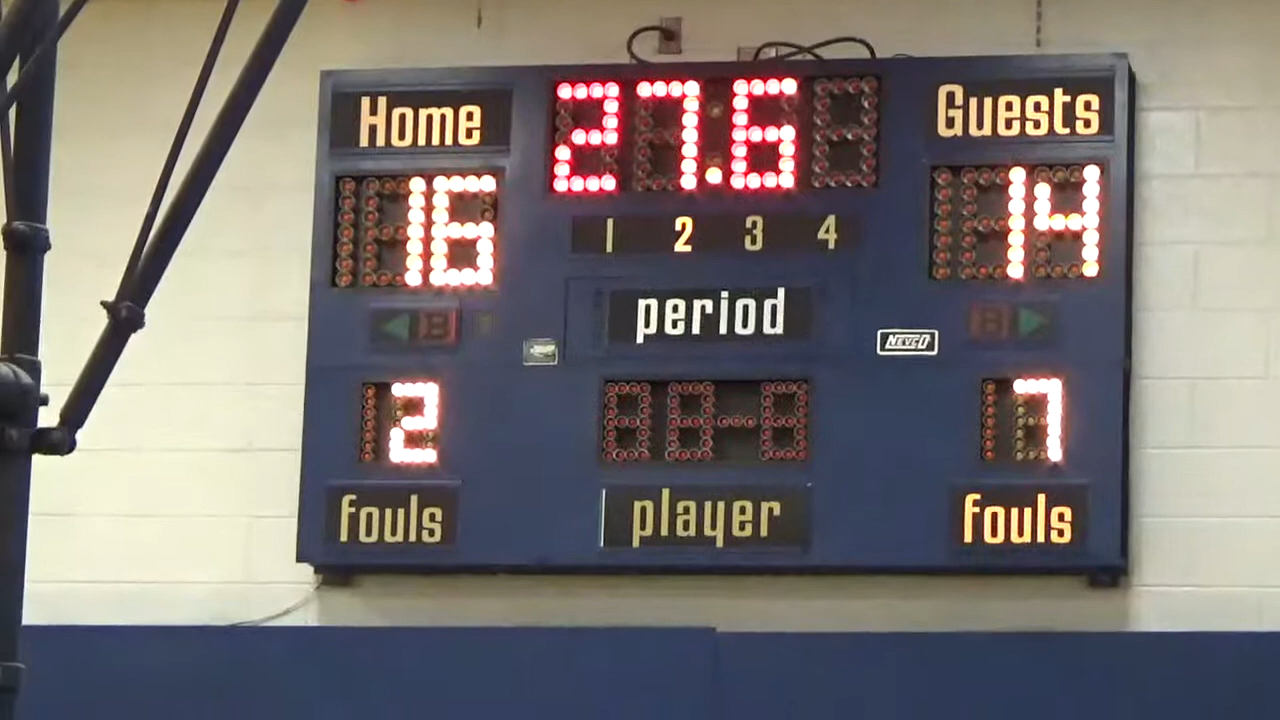 Home 27.6 Guests
16 14
1 2 3 4
B B
period
NEVCO
2 7
fouls player fouls